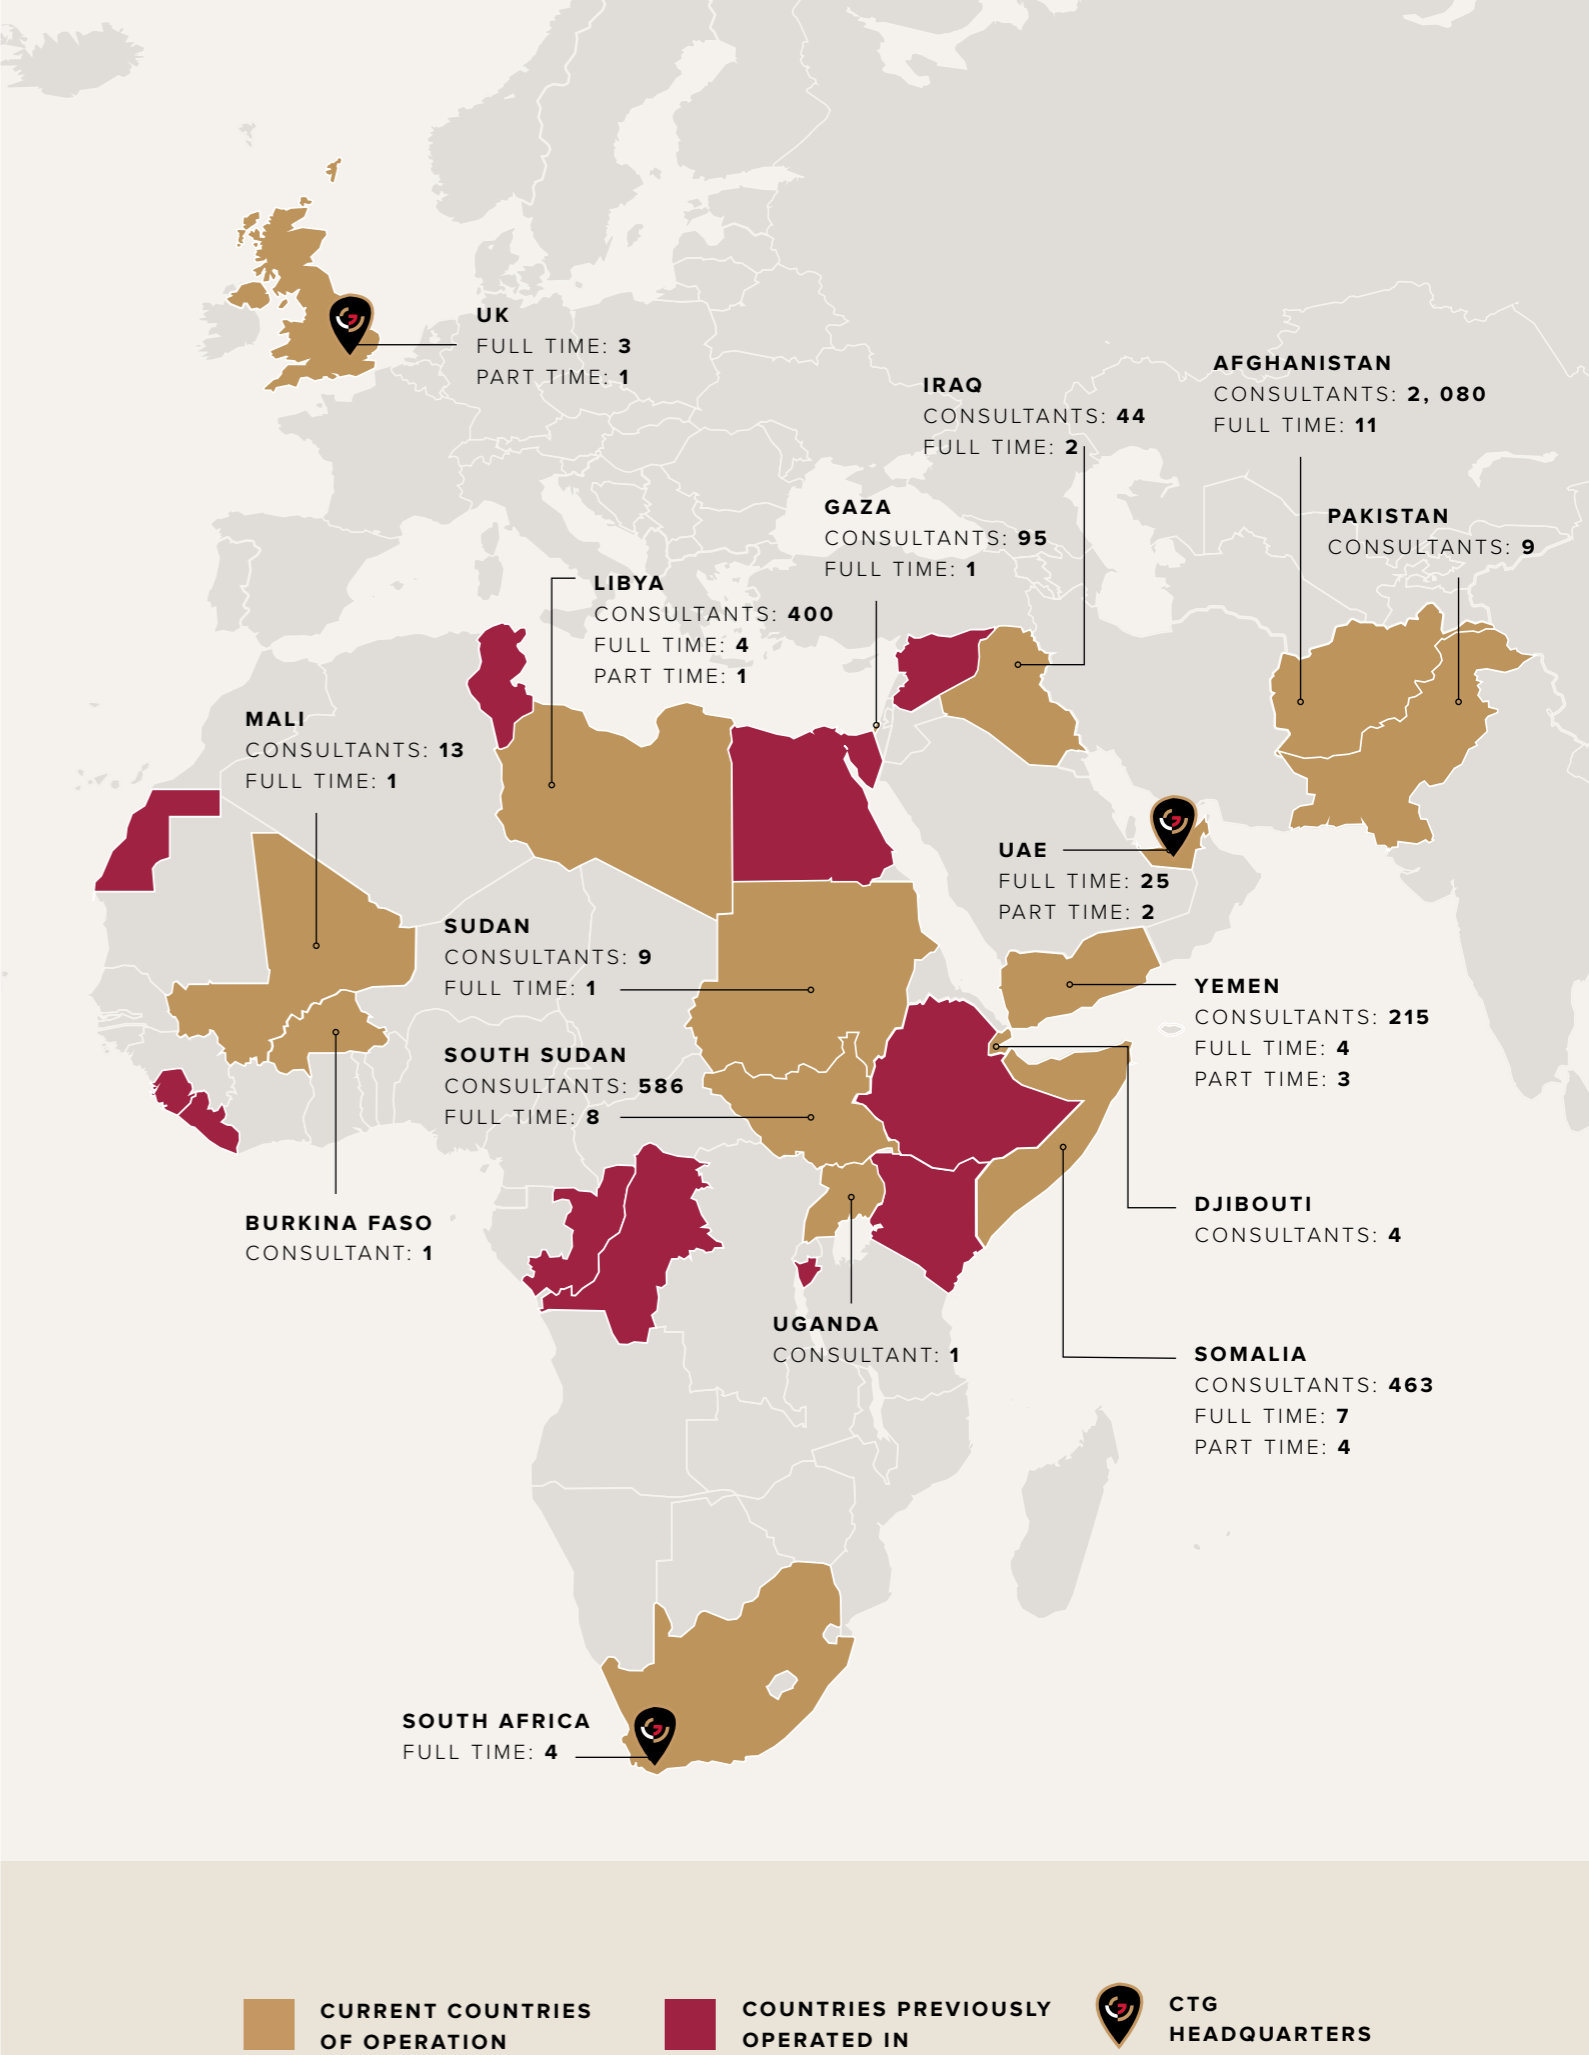 UK
FULL TIME: 3
PART TIME: 1
IRAQ
CONSULTANTS: 44
FULL TIME: 2
AFGHANISTAN
CONSULTANTS: 2, 080
FULL TIME: 11
GAZA
CONSULTANTS: 95
FULL TIME: 1
PAKISTAN
CONSULTANTS: 9
LIBYA
CONSULTANTS: 400
FULL TIME: 4
PART TIME: 1
MALI
CONSULTANTS: 13
FULL TIME: 1
UAE
FULL TIME: 25
PART TIME: 2
SUDAN
CONSULTANTS: 9
FULL TIME: 1
YEMEN
CONSULTANTS: 215
FULL TIME: 4
PART TIME: 3
SOUTH SUDAN
CONSULTANTS: 586
FULL TIME: 8
BURKINA FASO
CONSULTANT: 1
DJIBOUTI
CONSULTANTS: 4
UGANDA
CONSULTANT: 1
SOMALIA
CONSULTANTS: 463
FULL TIME: 7
PART TIME: 4
SOUTH AFRICA
FULL TIME: 4
CURRENT COUNTRIES
OF OPERATION
COUNTRIES PREVIOUSLY
OPERATED IN
CTG
HEADQUARTERS